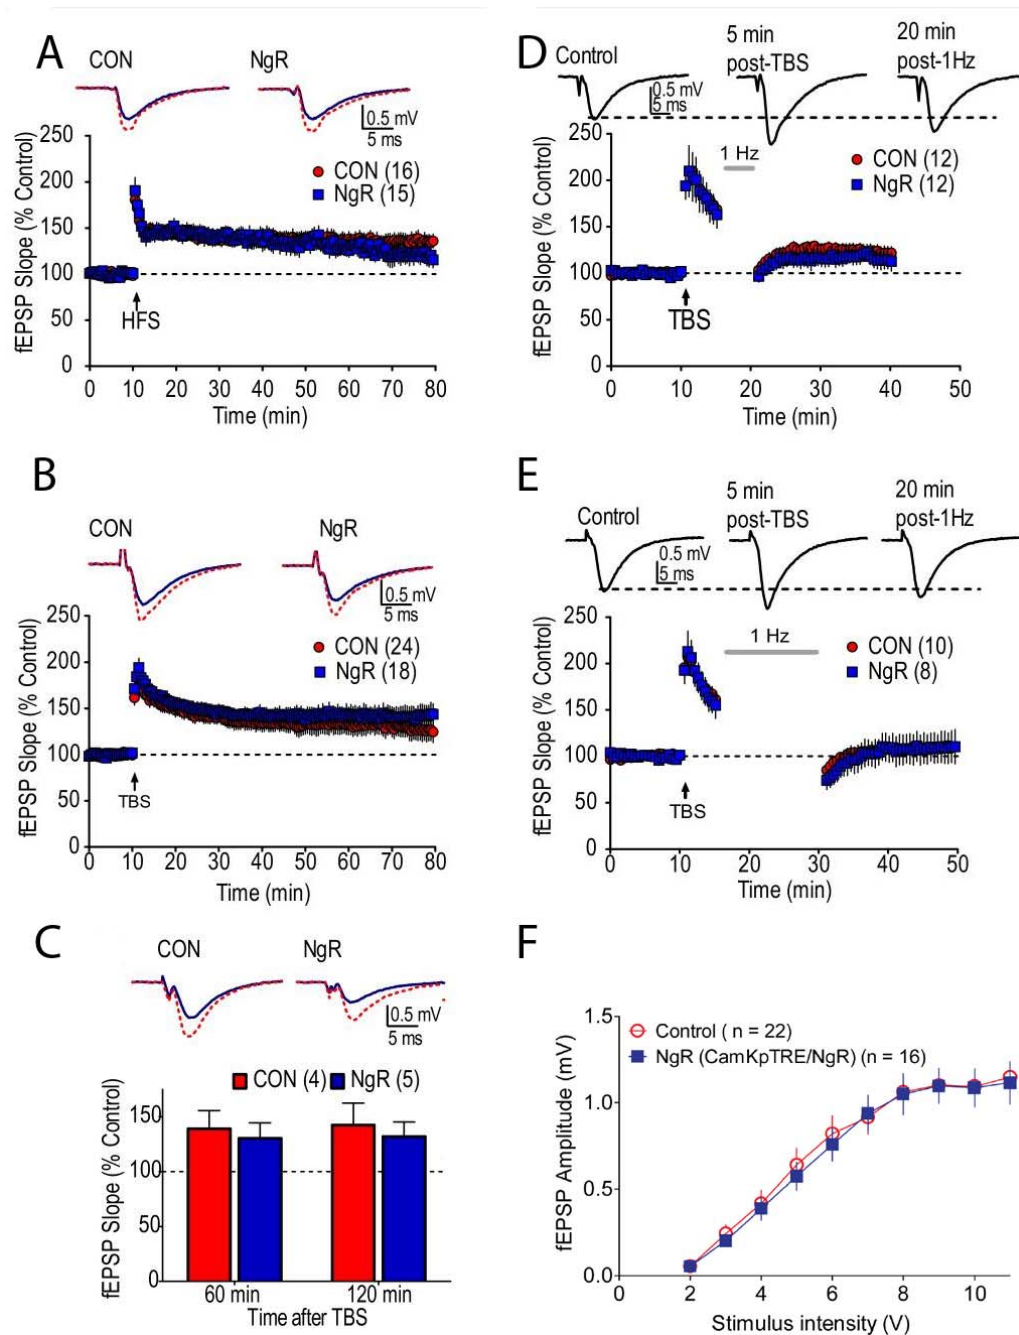 A
CON
NgR
0.5 mV
5 ms
250
200
150
100
50
0
fEPSP Slope (% Control)
CON (16)
NgR (15)
HFS
0 10 20 30 40 50 60 70 80
Time (min)
B
CON
NgR
0.5 mV
5 ms
250
200
150
100
50
0
fEPSP Slope (% Control)
CON (24)
NgR (18)
TBS
0 10 20 30 40 50 60 70 80
Time (min)
C
CON
NgR
0.5 mV
5 ms
CON (4) NgR (5)
150
100
50
0
fEPSP Slope (% Control)
60 min 120 min
Time after TBS
D
Control
5 min
post-TBS
20 min
post-1Hz
0.5 mV
5 ms
250
200
150
100
50
0
fEPSP Slope (% Control)
1 Hz
CON (12)
NgR (12)
TBS
0 10 20 30 40 50
Time (min)
E
Control
5 min
post-TBS
20 min
post-1Hz
0.5 mV
5 ms
250
200
150
100
50
0
fEPSP Slope (% Control)
1 Hz
CON (10)
NgR (8)
TBS
0 10 20 30 40 50
Time (min)
F
1.5
1.0
0.5
0.0
fEPSP Amplitude (mV)
Control ( n = 22)
NgR (CamKpTRE/NgR) (n = 16)
0 2 4 6 8 10
Stimulus intensity (V)